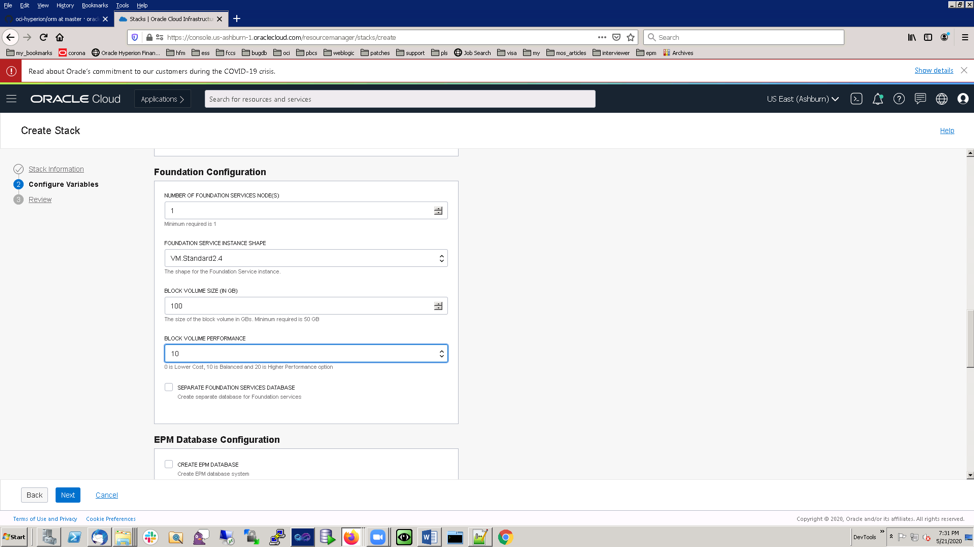 File Edit View History Bookmarks Tools Help
oci-hyperion/orm at master · orac
Stacks | Oracle Cloud Infrastructu
https://console.us-ashburn-1.oraclecloud.com/resourcemanager/stacks/create
Search
my_bookmarks corona Oracle Hyperion Finan... hfm ess fccs bugdb oci pbcs weblogic patches support pls Job Search visa my mos_articles interviewer epm Archives
Read about Oracle's commitment to our customers during the COVID-19 crisis.
Show details
ORACLE Cloud
Applications
Search for resources and services
US East (Ashburn)
Create Stack
Help
Stack Information
2 Configure Variables
3 Review
Foundation Configuration
NUMBER OF FOUNDATION SERVICES NODE(S)
1
Minimum required is 1
FOUNDATION SERVICE INSTANCE SHAPE
VM.Standard2.4
The shape for the Foundation Service instance.
BLOCK VOLUME SIZE (IN GB)
100
The size of the block volume in GBs. Minimum required is 50 GB
BLOCK VOLUME PERFORMANCE
10
0 is Lower Cost, 10 is Balanced and 20 is Higher Performance option
SEPARATE FOUNDATION SERVICES DATABASE
Create separate database for Foundation services
EPM Database Configuration
CREATE EPM DATABASE
Create EPM database system
Back
Next
Cancel
Terms of Use and Privacy
Cookie Preferences
Copyright © 2020, Oracle and/or its affiliates. All rights reserved.
Start
DevTools
7:31 PM
5/21/2020